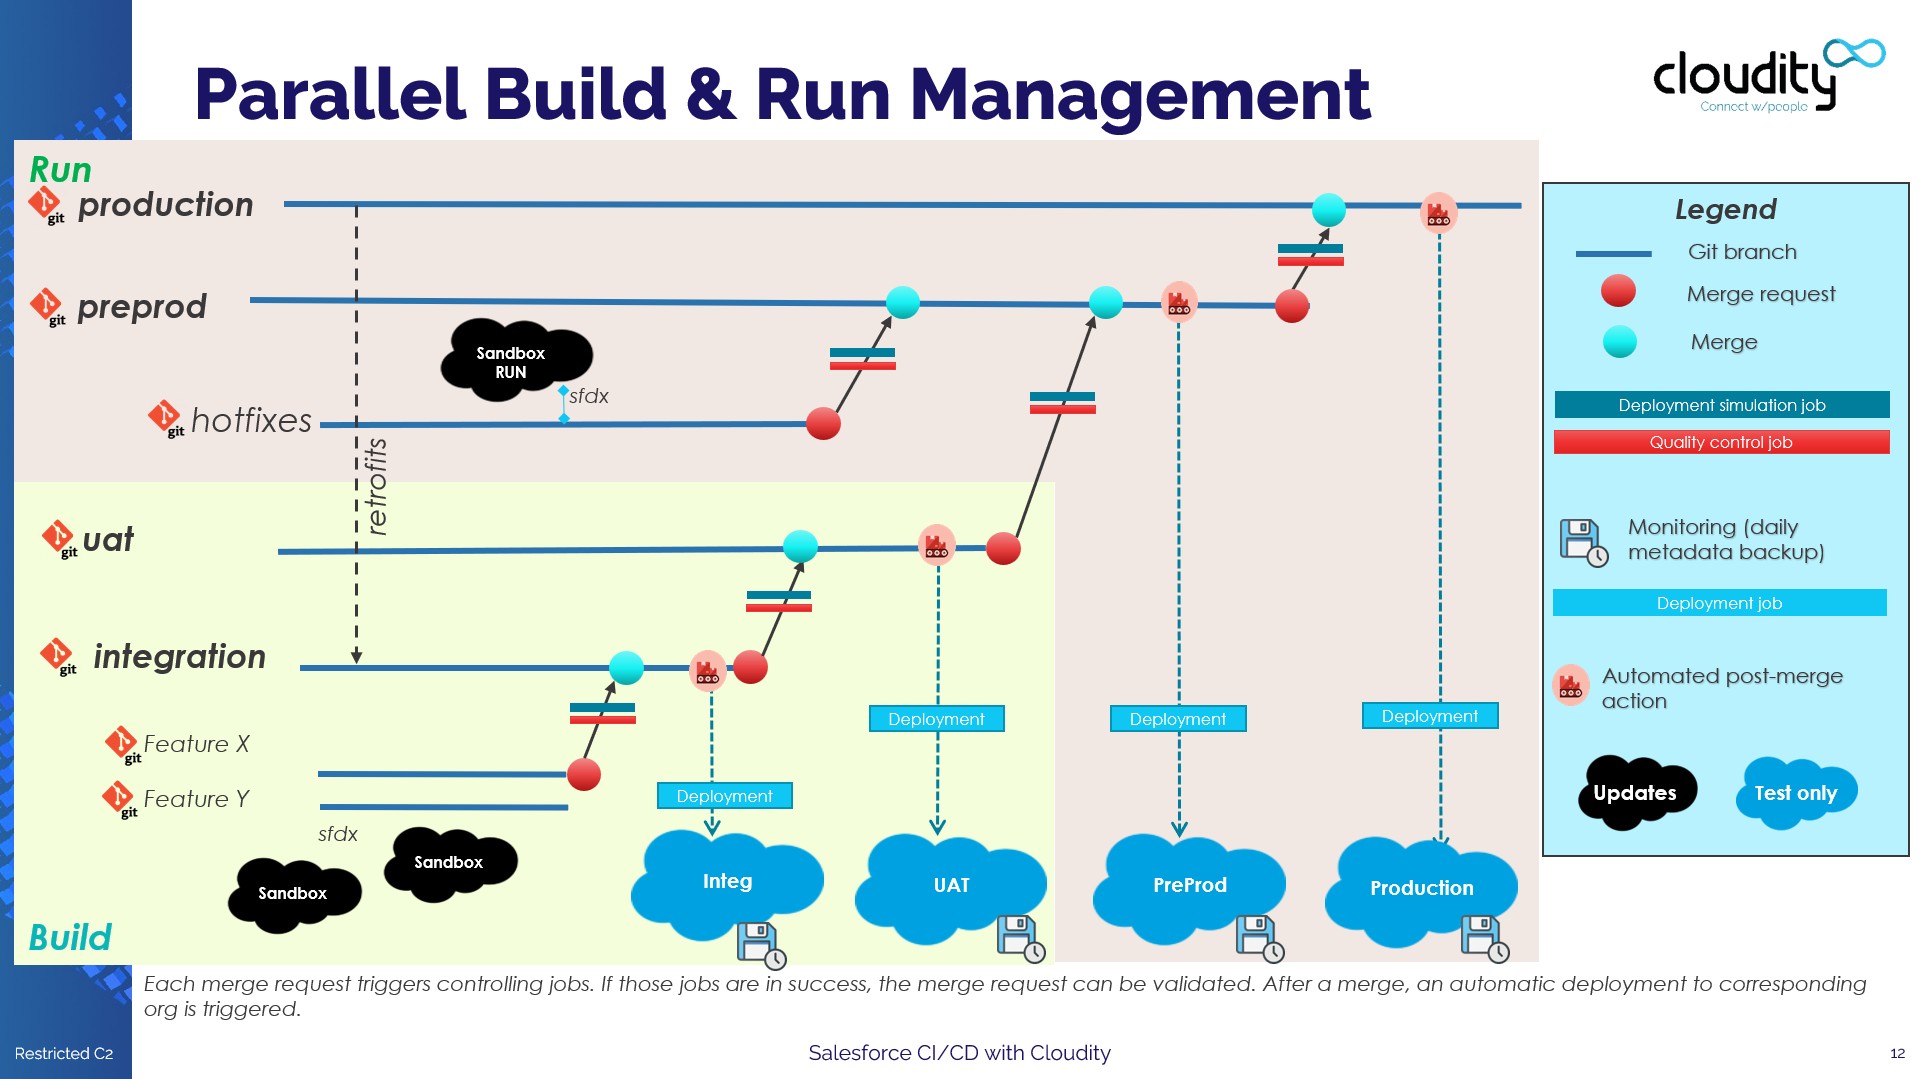 Parallel Build & Run Management
cloudity
Connect w/people
Run
git production
git preprod
Sandbox
RUN
sfdx
git hotfixes
retrofits
git uat
git integration
git Feature X
git Feature Y
sfdx
Sandbox
Sandbox
Build
Deployment
Deployment
Deployment
Deployment
Integ
UAT
PreProd
Production
Legend
Git branch
Merge request
Merge
Deployment simulation job
Quality control job
Monitoring (daily
metadata backup)
Deployment job
Automated post-merge
action
Updates
Test only
Each merge request triggers controlling jobs. If those jobs are in success, the merge request can be validated. After a merge, an automatic deployment to corresponding
org is triggered.
Restricted C2
Salesforce CI/CD with Cloudity
12